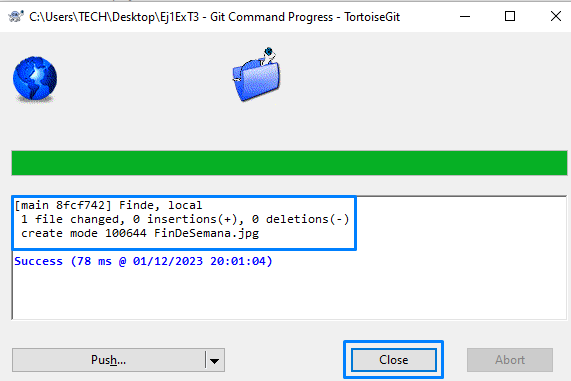 C:\Users\TECH\Desktop\Ej1ExT3 - Git Command Progress - TortoiseGit
[main 8fcf742] Finde, local
1 file changed, 0 insertions(+), 0 deletions(-)
create mode 100644 FinDeSemana.jpg
Success (78 ms @ 01/12/2023 20:01:04)
Push...
Close
Abort